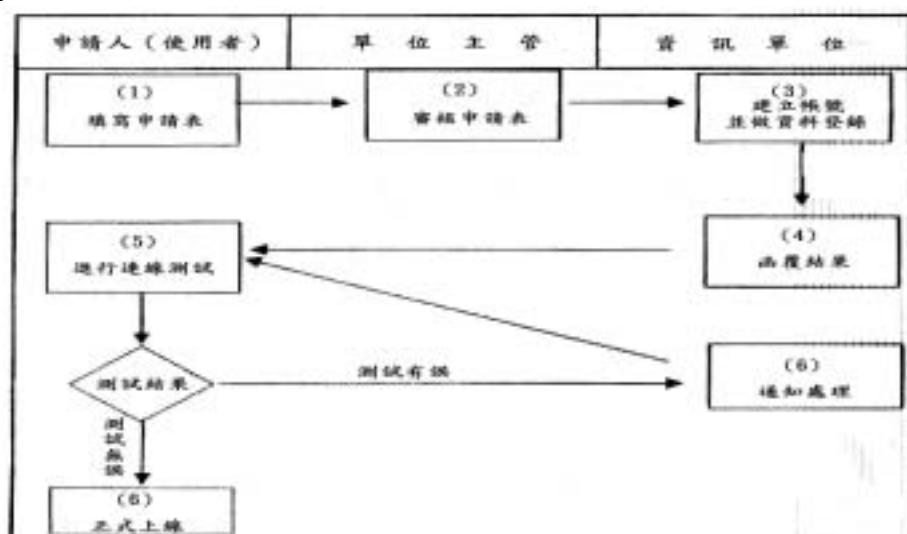 申請人(使用者)
單位主管
資訊單位
(1)
填寫申請表
(2)
審核申請表
(3)
建立帳號
並做資料登錄
(4)
函覆結果
(5)
進行連線測試
測試結果
測試有誤
(6)
通知處理
測試無誤
(6)
正式上線